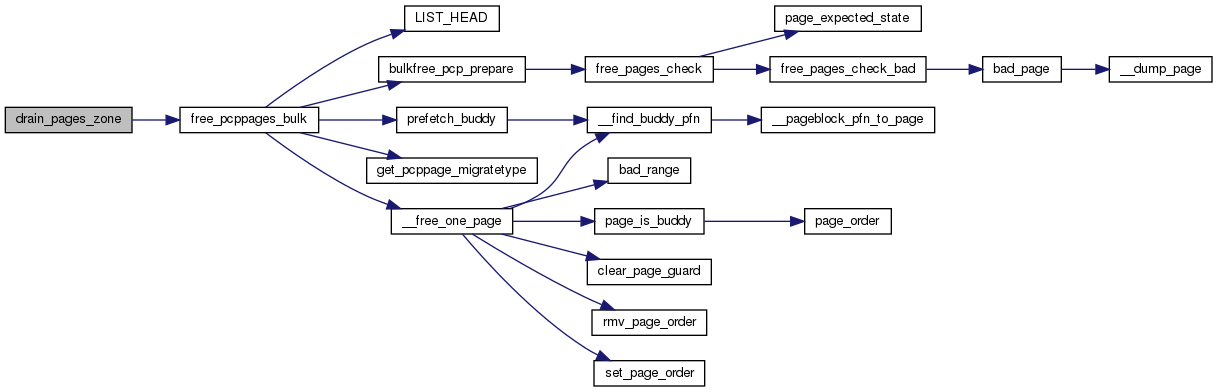 LIST_HEAD
page_expected_state
bulkfree_pcp_prepare
free_pages_check
free_pages_check_bad
bad_page
__dump_page
drain_pages_zone
free_pcppages_bulk
prefetch_buddy
__find_buddy_pfn
__pageblock_pfn_to_page
get_pcppage_migratetype
bad_range
__free_one_page
page_is_buddy
page_order
clear_page_guard
rmv_page_order
set_page_order